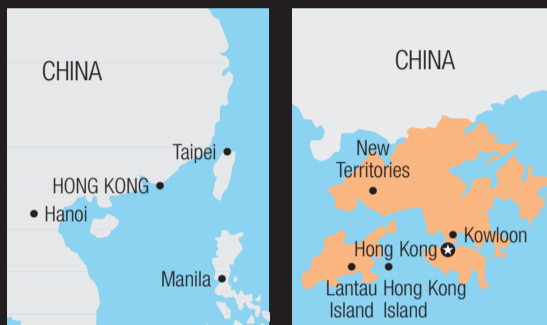 CHINA
Taipei
HONG KONG
Hanoi
Manila
CHINA
New
Territories
Kowloon
Hong Kong
Lantau
Island
Hong Kong
Island